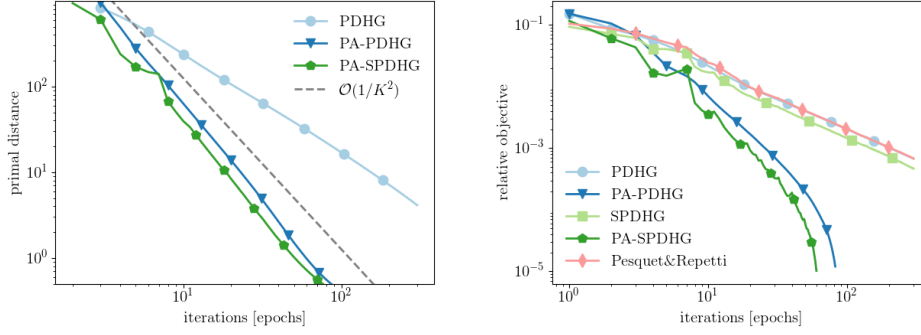 primal distance
10^2
10^1
10^0
10^1
10^2
iterations [epochs]
PDHG
PA-PDHG
PA-SPDHG
O(1/K^2)
relative objective
10^-1
10^-3
10^-5
10^0
10^1
10^2
iterations [epochs]
PDHG
PA-PDHG
SPDHG
PA-SPDHG
Pesquet&Repetti